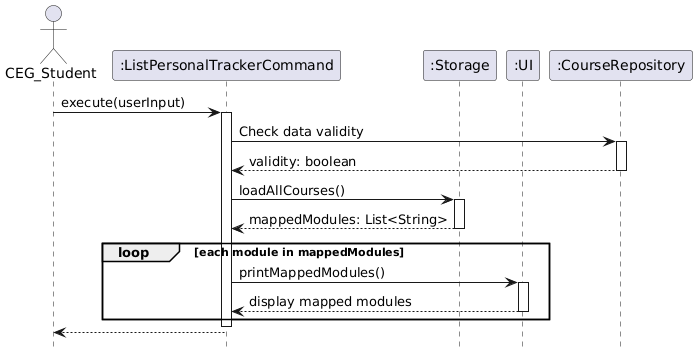 CEG_Student
:ListPersonalTrackerCommand
:Storage
:UI
:CourseRepository
execute(userInput)
Check data validity
validity: boolean
loadAllCourses()
mappedModules: List<String>
loop
[each module in mappedModules]
printMappedModules()
display mapped modules